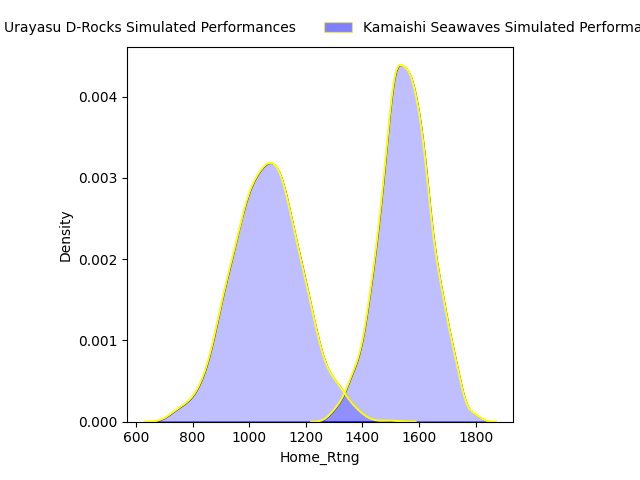 Urayasu D-Rocks Simulated Performances Kamaishi Seawaves Simulated Performa
0.004
0.003
0.002
0.001
0.000
Density
600 800 1000 1200 1400 1600 1800
Home_Rtng